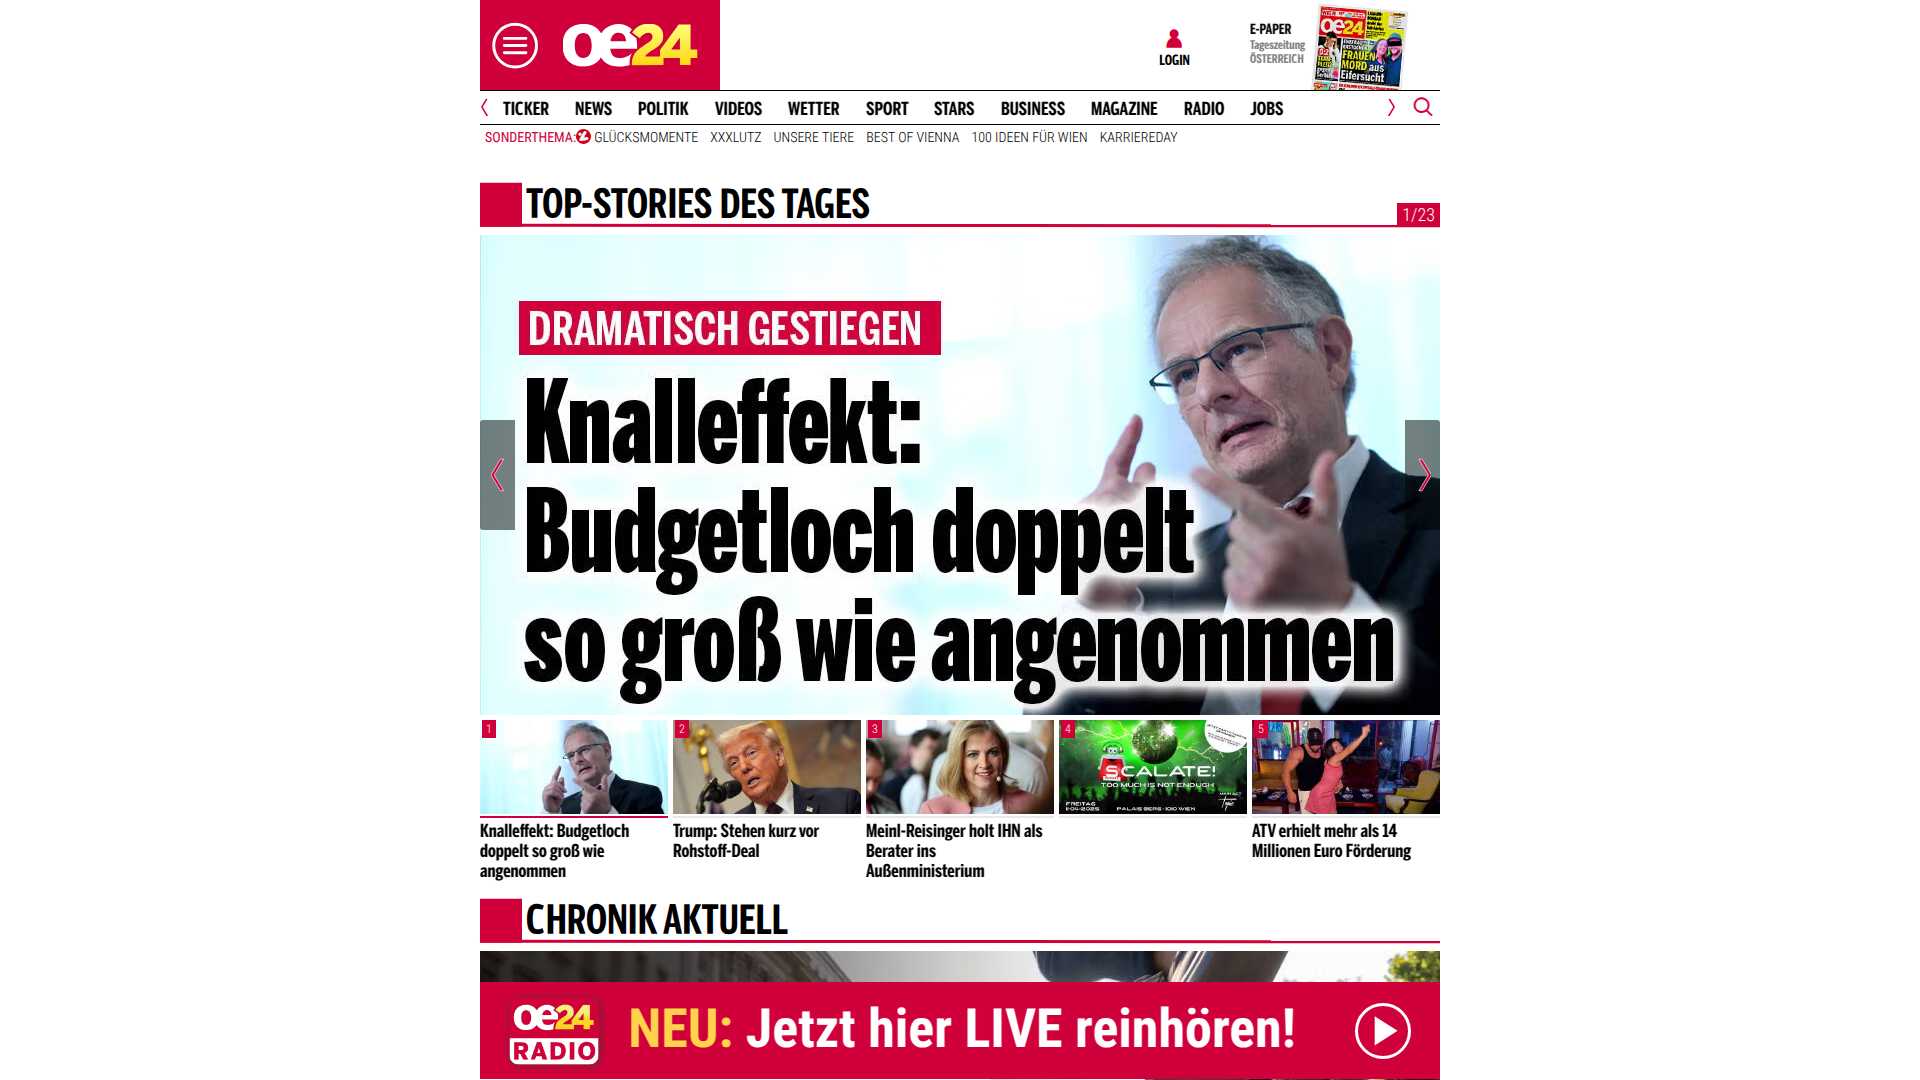 oe24
LOGIN
E-PAPER
Tageszeitung
ÖSTERREICH
oe24
FRAUEN
MORD aus
Eifersucht
TICKER NEWS POLITIK VIDEOS WETTER SPORT STARS BUSINESS MAGAZINE RADIO JOBS
SONDERTHEMA: GLÜCKSMOMENTE XXXLUTZ UNSERE TIERE BEST OF VIENNA 100 IDEEN FÜR WIEN KARRIEREDAY
TOP-STORIES DES TAGES
1/23
DRAMATISCH GESTIEGEN
Knalleffekt:
Budgetloch doppelt
so groß wie angenommen
1
2
3
4
5
SCALATE!
TOO MUCH IS NOT ENOUGH
FREITAG
PALAIS BERG · 1030 WIEN
Knalleffekt: Budgetloch
doppelt so groß wie
angenommen
Trump: Stehen kurz vor
Rohstoff-Deal
Meinl-Reisinger holt IHN als
Berater ins
Außenministerium
ATV erhielt mehr als 14
Millionen Euro Förderung
CHRONIK AKTUELL
oe24
RADIO
NEU: Jetzt hier LIVE reinhören!